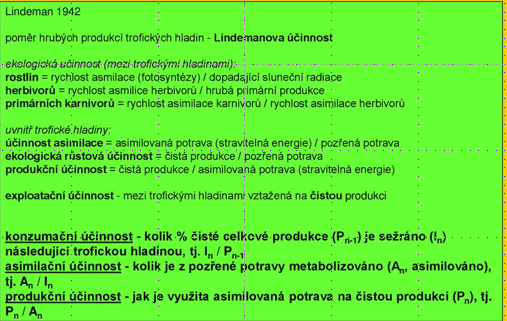 Lindeman 1942
poměr hrubých produkcí trofických hladin - Lindemanova účinnost
ekologická účinnost (mezi trofickými hladinami):
rostlin = rychlost asmilace (fotosyntézy) / dopadající sluneční radiace
herbivorů = rychlost asmilice herbivorů / hrubá primární produkce
primárních karnivorů = rychlost asimilace karnivorů / rychlost asimilace herbivorů
uvnitř trofické hladiny:
účinnost asimilace = asimilovaná potrava (stravitelná energie) / pozřená potrava
ekologická růstová účinnost = čistá produkce / pozřená potrava
produkční účinnost = čistá produkce / asimilovaná potrava (stravitelná energie)
exploatační účinnost - mezi trofickými hladinami vztažená na čistou produkci
konzumační účinnost - kolik % čisté celkové produkce (Pn-1) je sežráno (In)
následující trofickou hladinou, tj. In / Pn-1
asimilační účinnost - kolik je z pozřené potravy metabolizováno (An, asimilováno),
tj. An / In
produkční účinnost - jak je využita asimilovaná potrava na čistou produkci (Pn), tj.
Pn / An